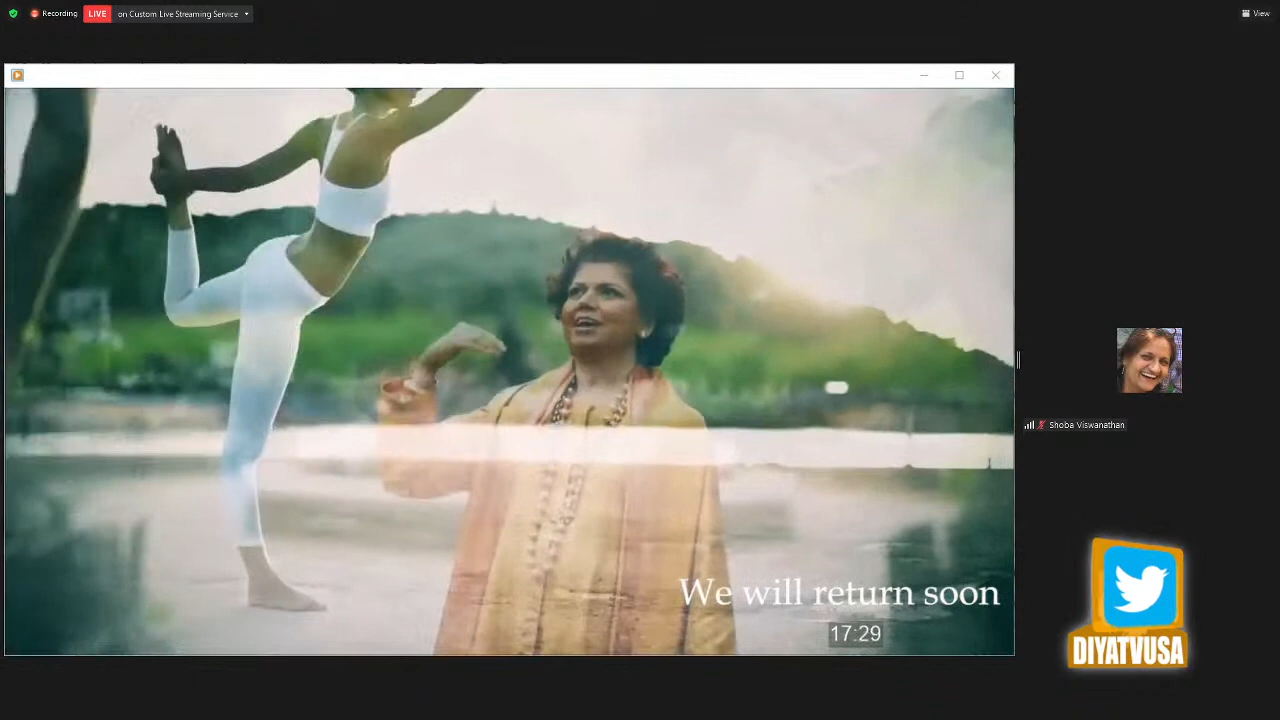 Recording
LIVE
on Custom Live Streaming Service
View
Shoba Viswanathan
We will return soon
17:29
DIYATVUSA